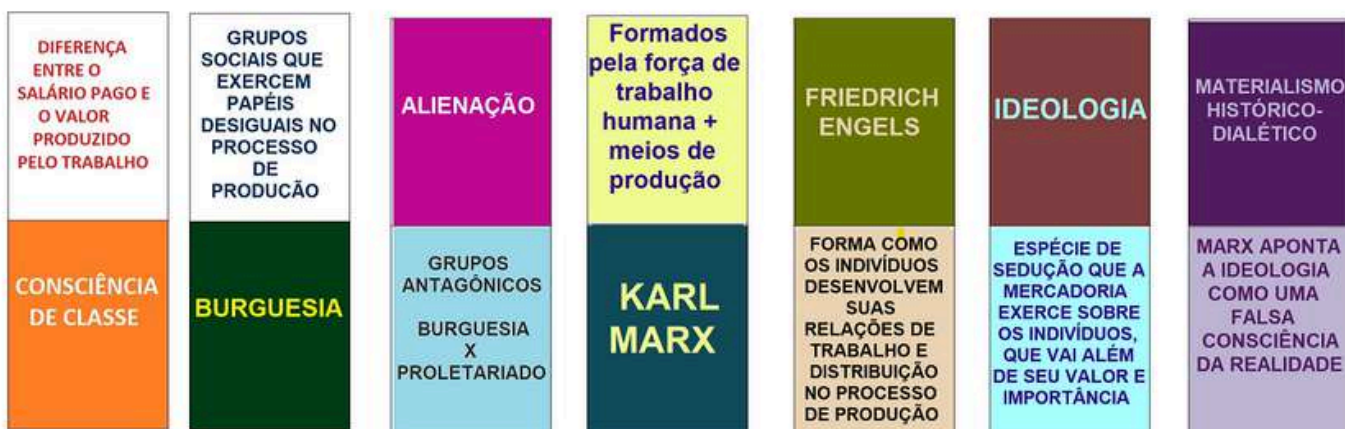 DIFERENÇA
ENTRE O
SALÁRIO PAGO E
O VALOR
PRODUZIDO
PELO TRABALHO
CONSCIÊNCIA
DE CLASSE
GRUPOS
SOCIAIS QUE
EXERCEM
PAPÉIS
DESIGUAIS NO
PROCESSO
DE
PRODUCÃO
BURGUESIA
ALIENAÇÃO
GRUPOS
ANTAGÔNICOS
BURGUESIA
X
PROLETARIADO
Formados
pela força de
trabalho
humana +
meios de
produção
KARL
MARX
FRIEDRICH
ENGELS
FORMA COMO
OS INDIVÍDUOS
DESENVOLVEM
SUAS
RELAÇÕES DE
TRABALHO E
DISTRIBUIÇÃO
NO PROCESSO
DE PRODUÇÃO
IDEOLOGIA
ESPÉCIE DE
SEDUÇÃO QUE A
MERCADORIA
EXERCE SOBRE
OS INDIVÍDUOS,
QUE VAI ALÉM
DE SEU VALOR E
IMPORTÂNCIA
MATERIALISMO
HISTÓRICO-
DIALÉTICO
MARX APONTA
A IDEOLOGIA
COMO UMA
FALSA
CONSCIÊNCIA
DA REALIDADE